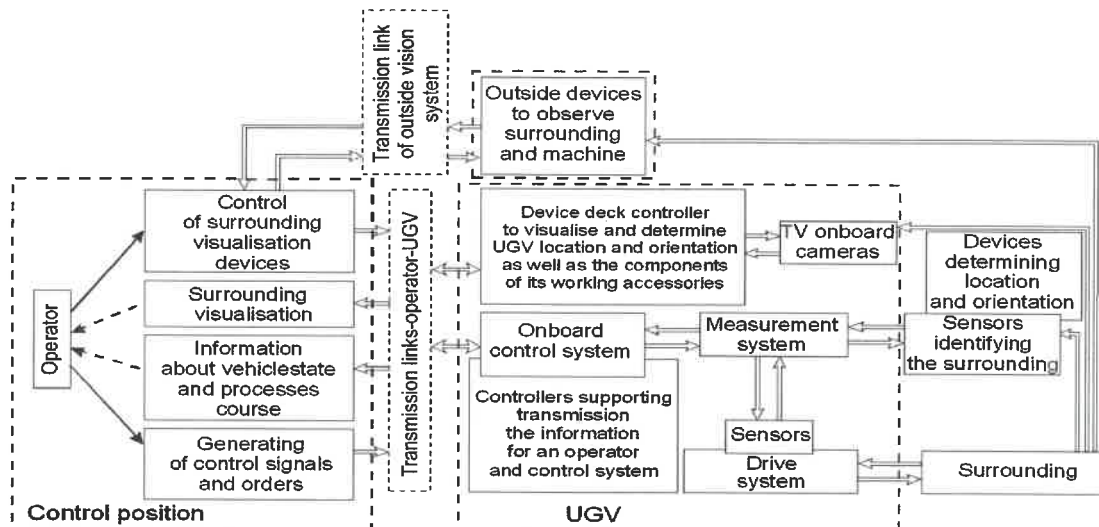 Transmission link
of outside vision
system
Outside devices
to observe
surrounding
and machine
Control
of surrounding
visualisation
devices
Surrounding
visualisation
Operator
Information
about vehiclestate
and processes
course
Generating
of control signals
and orders
Control position
Transmission links-operator-UGV
Device deck controller
to visualise and determine
UGV location and orientation
as well as the components
of its working accessories
TV onboard
cameras
Devices
determining
location
and orientation
Onboard
control system
Measurement
system
Sensors
identifying
the surrounding
Controllers supporting
transmission
the information
for an operator
and control system
Sensors
Drive
system
Surrounding
UGV